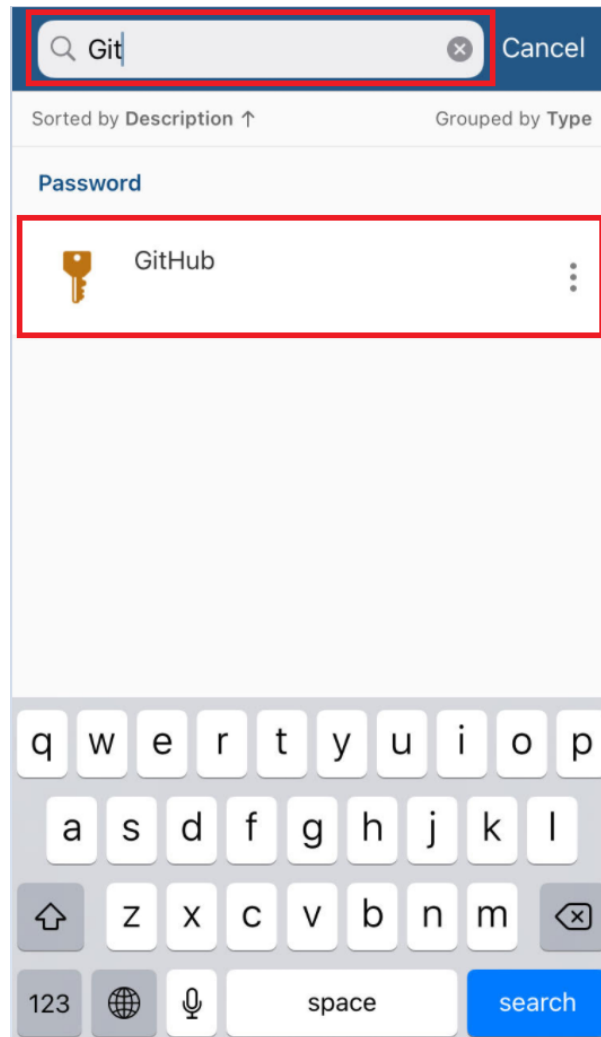 Git Cancel
Sorted by Description ↑ Grouped by Type
Password
GitHub
q w e r t y u i o p
a s d f g h j k l
z x c v b n m
123 space search